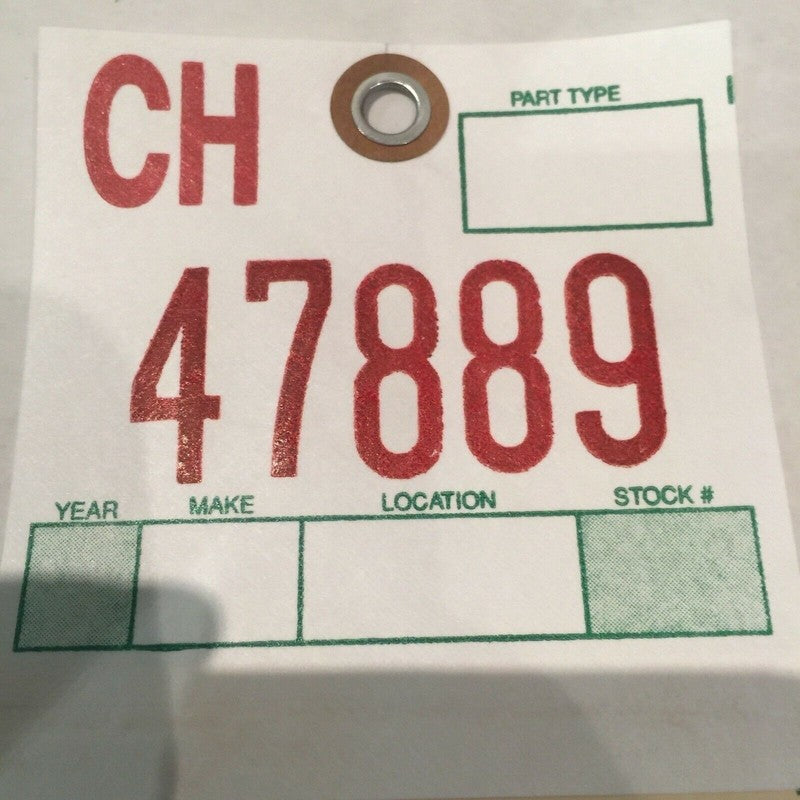 CH
PART TYPE
47889
YEAR MAKE LOCATION STOCK #